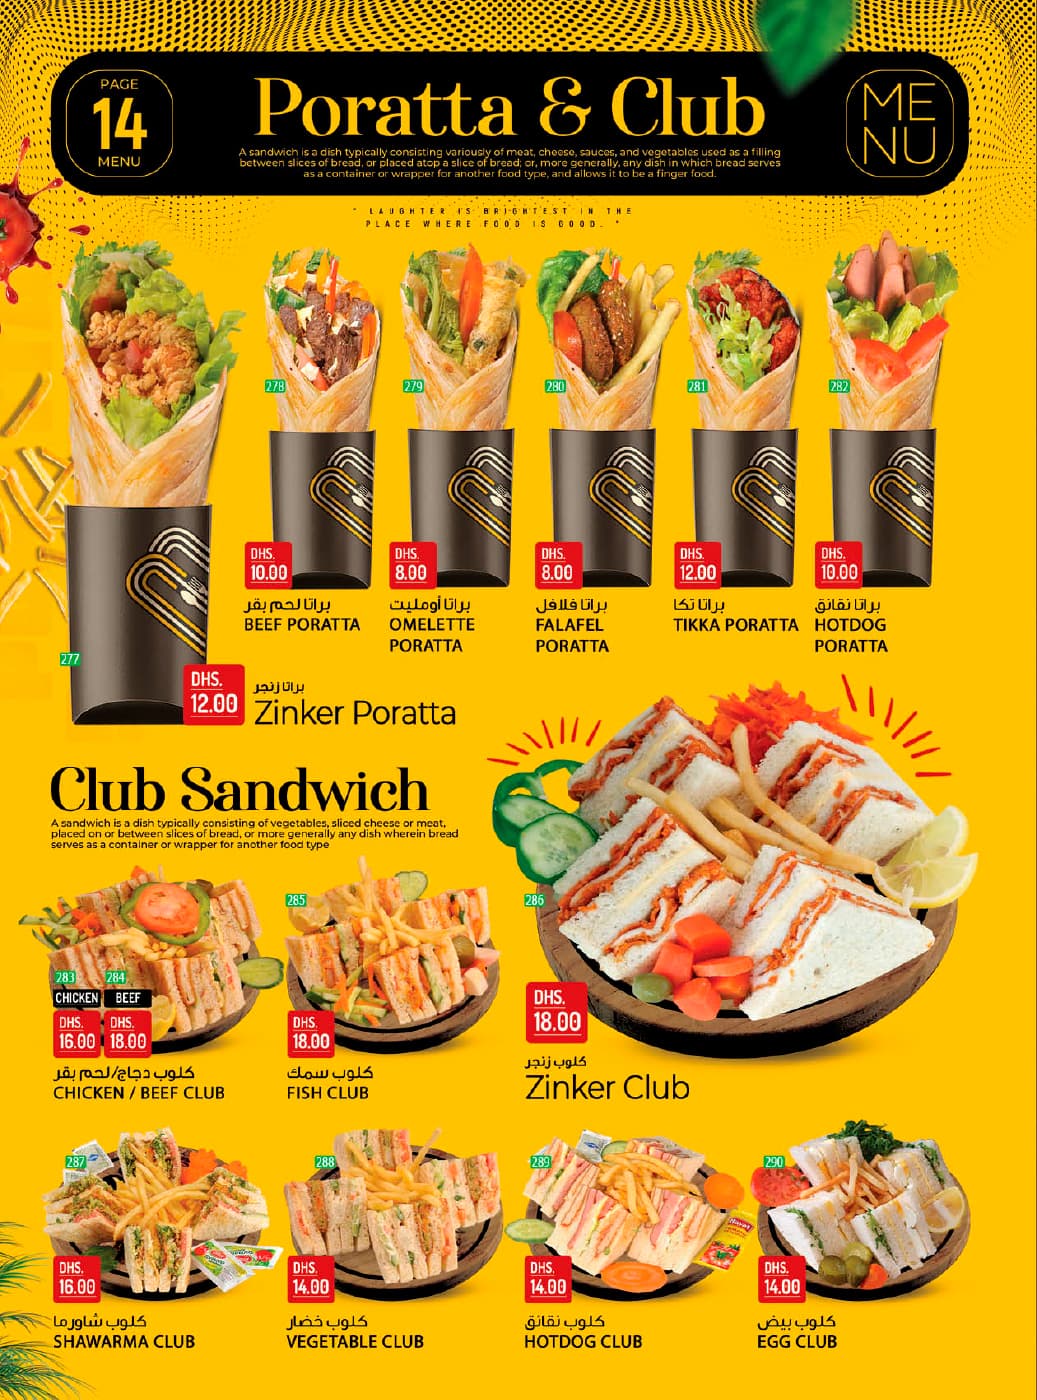 PAGE
14
MENU
Poratta & Club
A sandwich is a dish typically consisting variously of meat, cheese, sauces, and vegetables used as a filling
between slices of bread, or placed atop a slice of bread; or, more generally, any dish in which bread serves
as a container or wrapper for another food type, and allows it to be a finger food.
ME
NU
" LAUGHTER IS BRIGHTEST IN THE
PLACE WHERE FOOD IS GOOD. "
278
279
280
281
282
DHS.
10.00
براتا لحم بقر
BEEF PORATTA
DHS.
8.00
براتا أومليت
OMELETTE
PORATTA
DHS.
8.00
براتا فلافل
FALAFEL
PORATTA
DHS.
12.00
براتا تكا
TIKKA PORATTA
DHS.
10.00
براتا نقانق
HOTDOG
PORATTA
277
DHS.
12.00
براتا زنجر
Zinker Poratta
Club Sandwich
A sandwich is a dish typically consisting of vegetables, sliced cheese or meat,
placed on or between slices of bread, or more generally any dish wherein bread
serves as a container or wrapper for another food type
283
284
CHICKEN
BEEF
DHS.
16.00
DHS.
18.00
كلوب دجاج/لحم بقر
CHICKEN / BEEF CLUB
285
DHS.
18.00
كلوب سمك
FISH CLUB
286
DHS.
18.00
كلوب زنجر
Zinker Club
287
DHS.
16.00
كلوب شاورما
SHAWARMA CLUB
288
DHS.
14.00
كلوب خضار
VEGETABLE CLUB
289
DHS.
14.00
كلوب نقانق
HOTDOG CLUB
290
DHS.
14.00
كلوب بيض
EGG CLUB